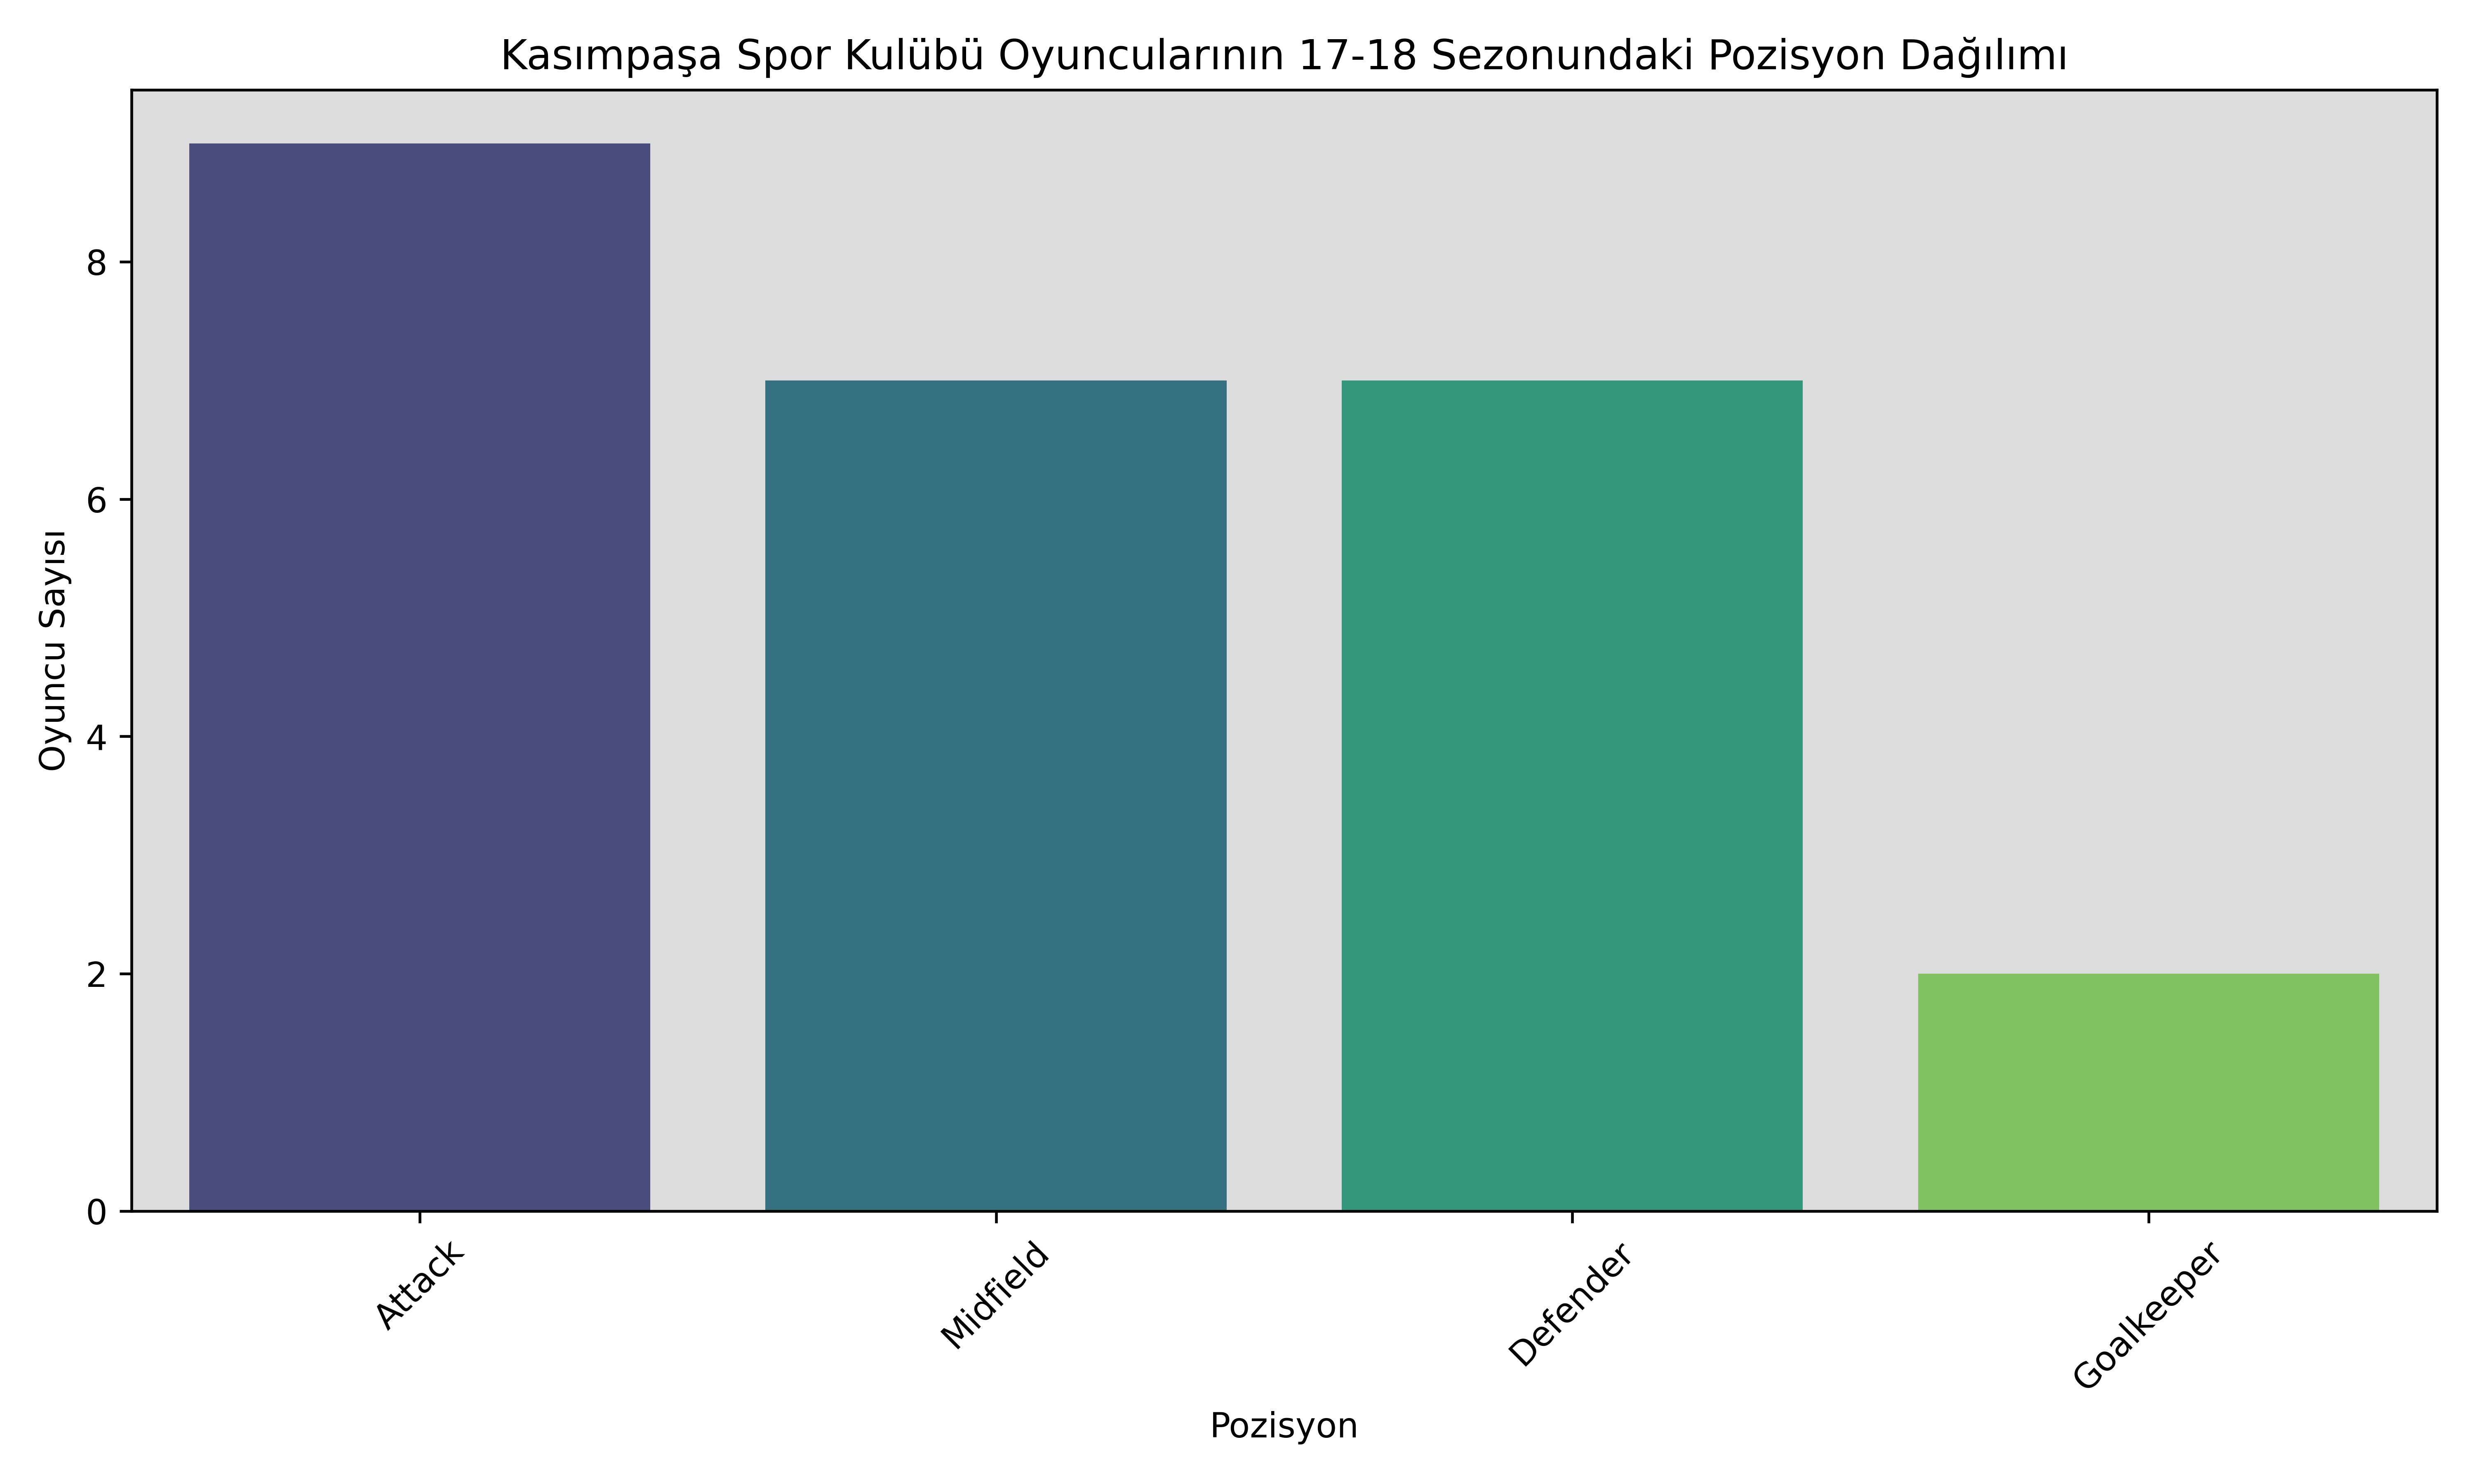 Kasımpaşa Spor Kulübü Oyuncularının 17-18 Sezonundaki Pozisyon Dağılımı
Oyuncu Sayısı
8
6
4
2
0
Attack
Midfield
Defender
Goalkeeper
Pozisyon